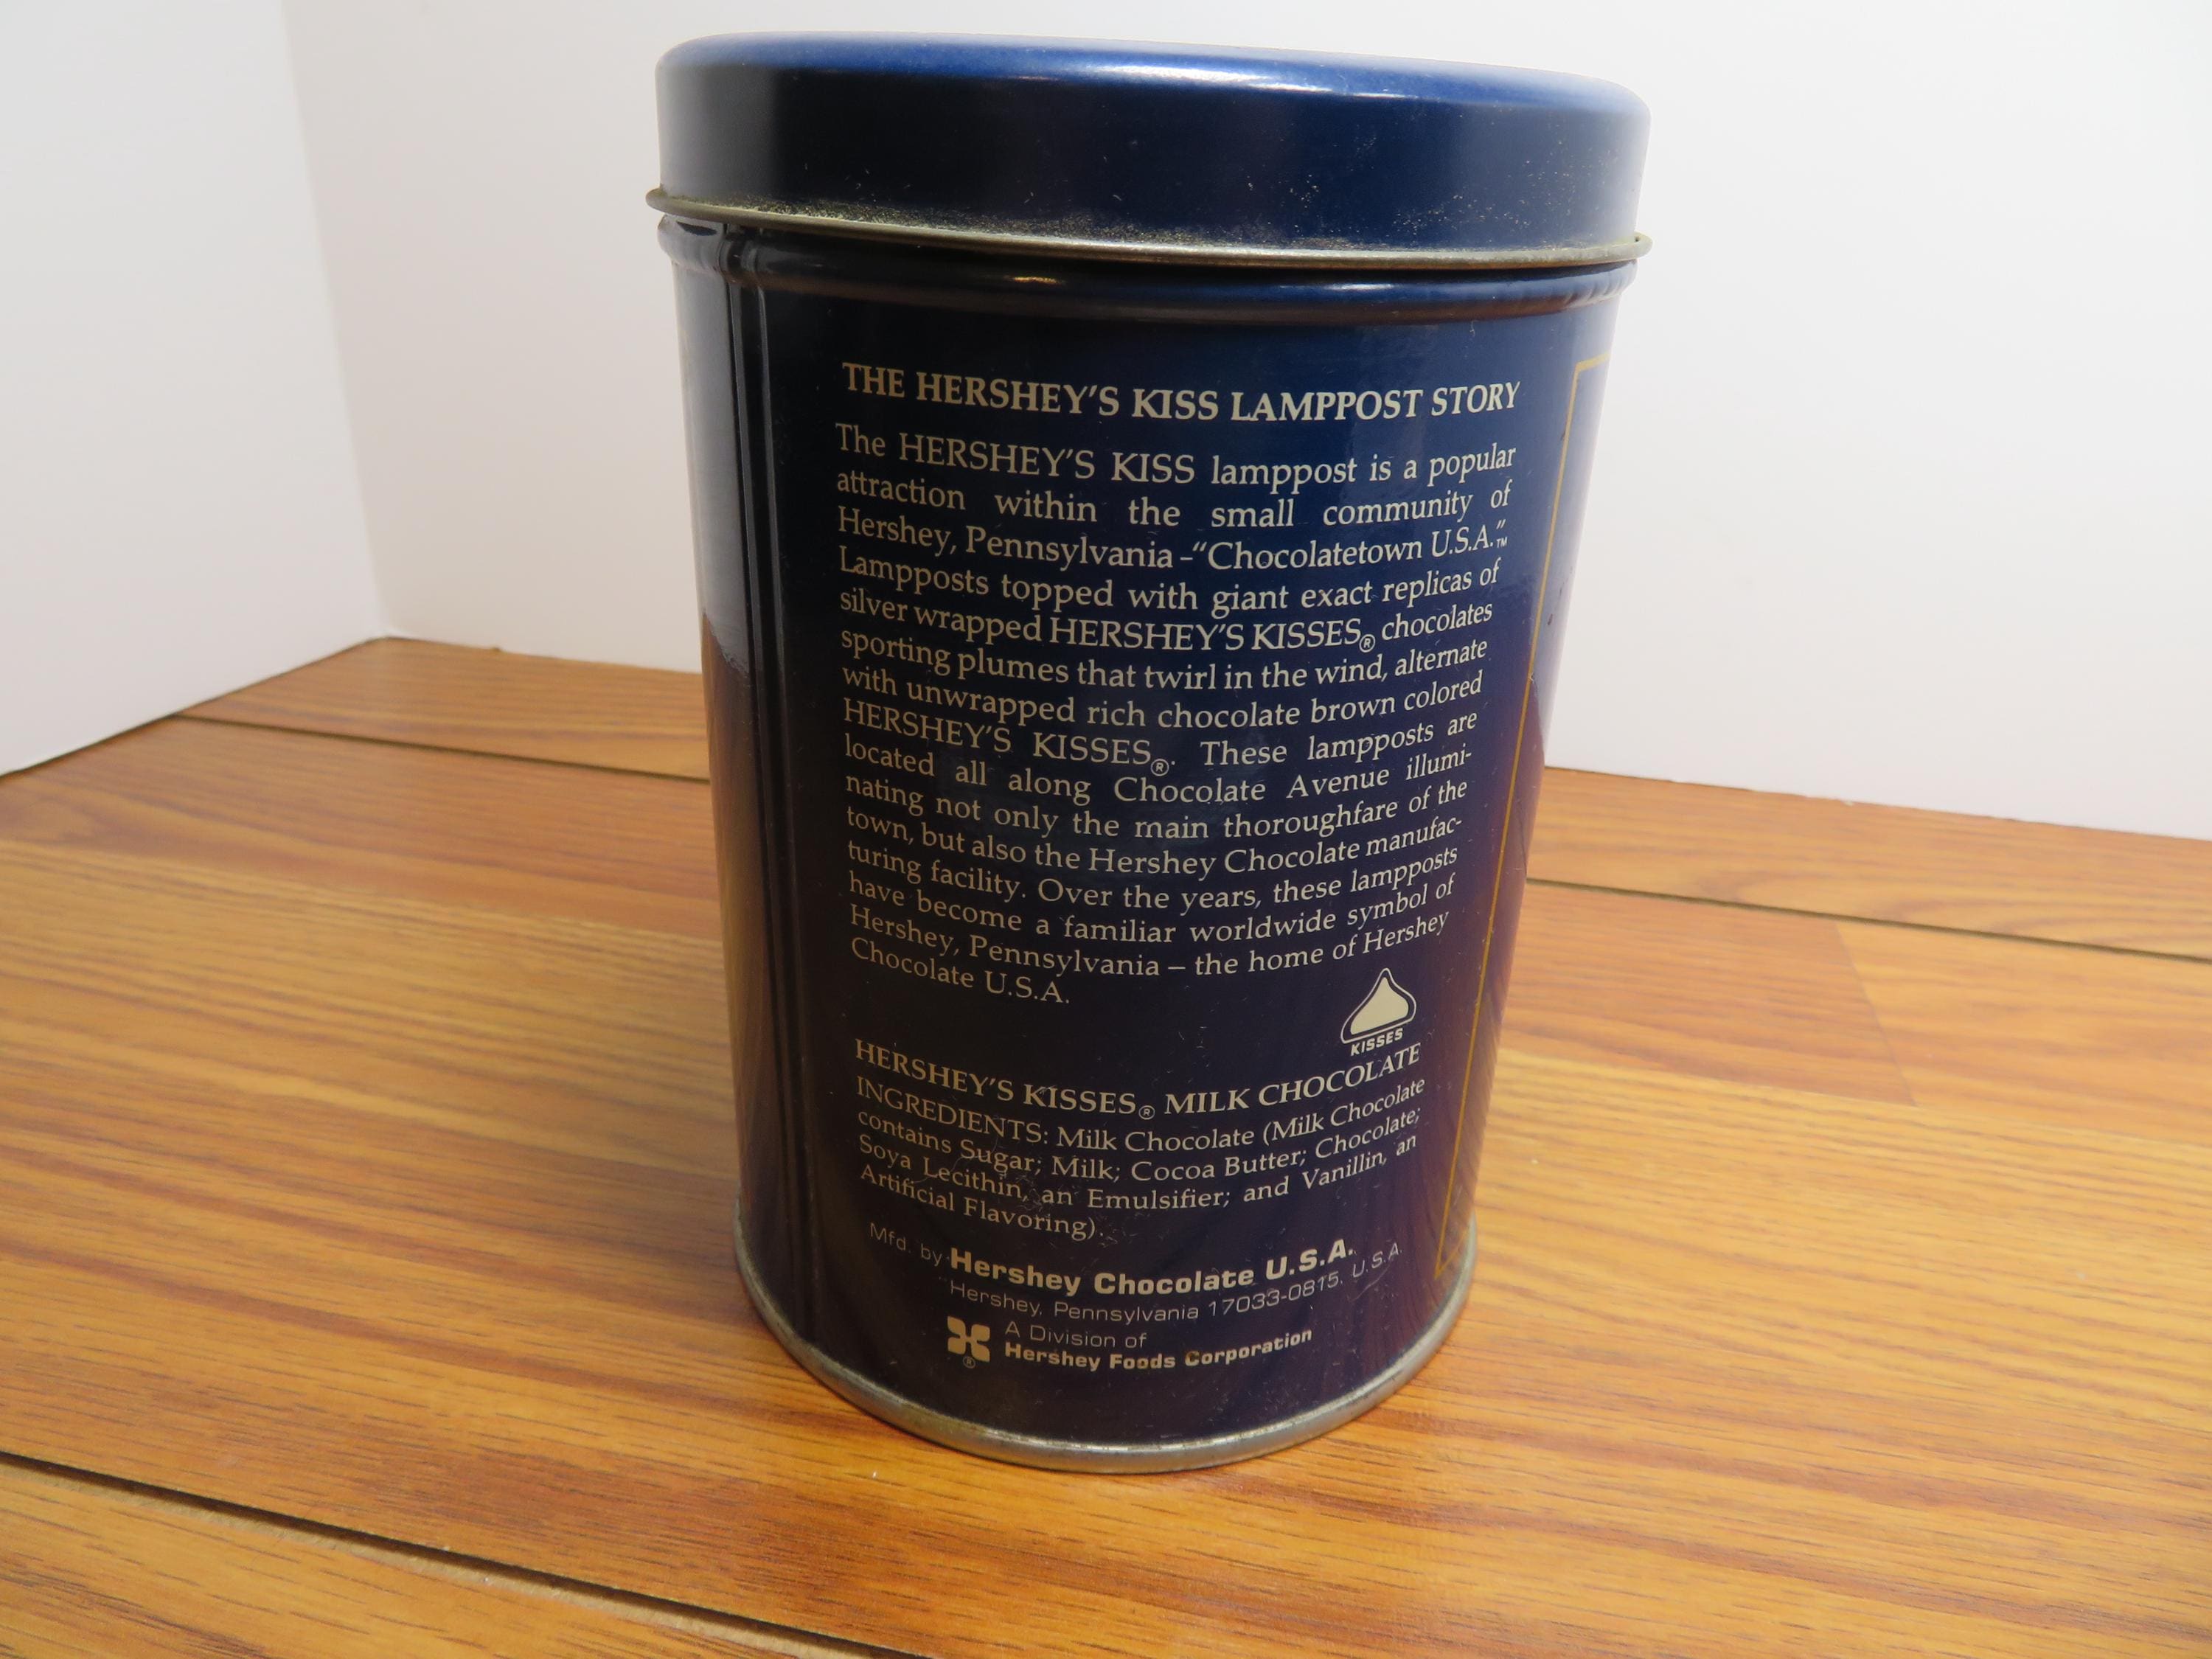 THE HERSHEY'S KISS LAMPPOST STORY
The HERSHEY'S KISS lamppost is a popular
attraction within the small community of
Hershey, Pennsylvania -"Chocolatetown U.S.A."™
Lampposts topped with giant exact replicas of
silver wrapped HERSHEY'S KISSES® chocolates
sporting plumes that twirl in the wind, alternate
with unwrapped rich chocolate brown colored
HERSHEY'S KISSES®. These lampposts are
located all along Chocolate Avenue illumi-
nating not only the main thoroughfare of the
town, but also the Hershey Chocolate manufac-
turing facility. Over the years, these lampposts
have become a familiar worldwide symbol of
Hershey, Pennsylvania – the home of Hershey
Chocolate U.S.A.
KISSES
HERSHEY'S KISSES® MILK CHOCOLATE
INGREDIENTS: Milk Chocolate (Milk Chocolate
contains Sugar; Milk; Cocoa Butter; Chocolate;
Soya Lecithin, an Emulsifier; and Vanillin, an
Artificial Flavoring).
Mfd. by Hershey Chocolate U.S.A.
Hershey, Pennsylvania 17033-0815, U.S.A.
A Division of
Hershey Foods Corporation
®